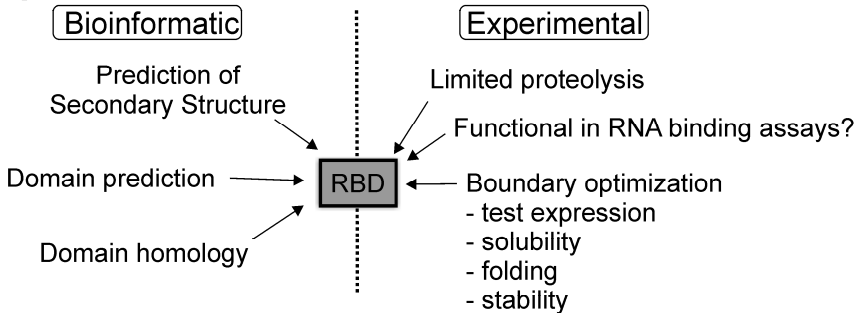 Bioinformatic
Experimental
Prediction of
Secondary Structure
Domain prediction
Domain homology
RBD
Limited proteolysis
Functional in RNA binding assays?
Boundary optimization
- test expression
- solubility
- folding
- stability